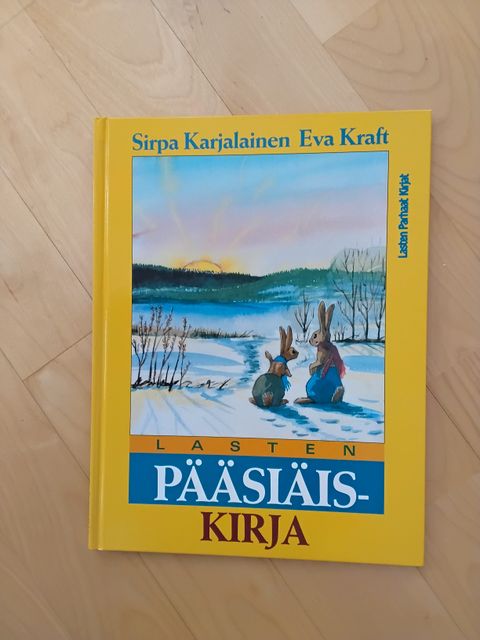 Sirpa Karjalainen Eva Kraft
Lasten Parhaat Kirjat
LASTEN
PÄÄSIÄIS-
KIRJA